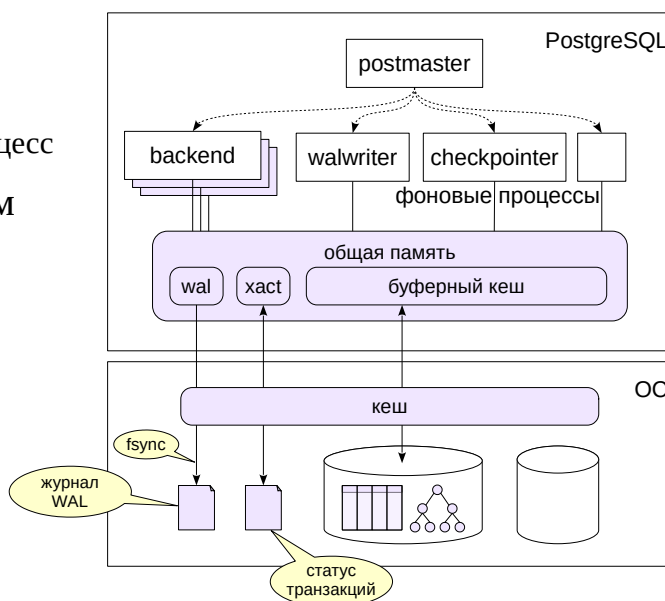 PostgreSQL
postmaster
цесс
backend
walwriter
checkpointer
м
фоновые процессы
общая память
wal
xact
буферный кеш
ОС
кеш
fsync
журнал
WAL
статус
транзакций